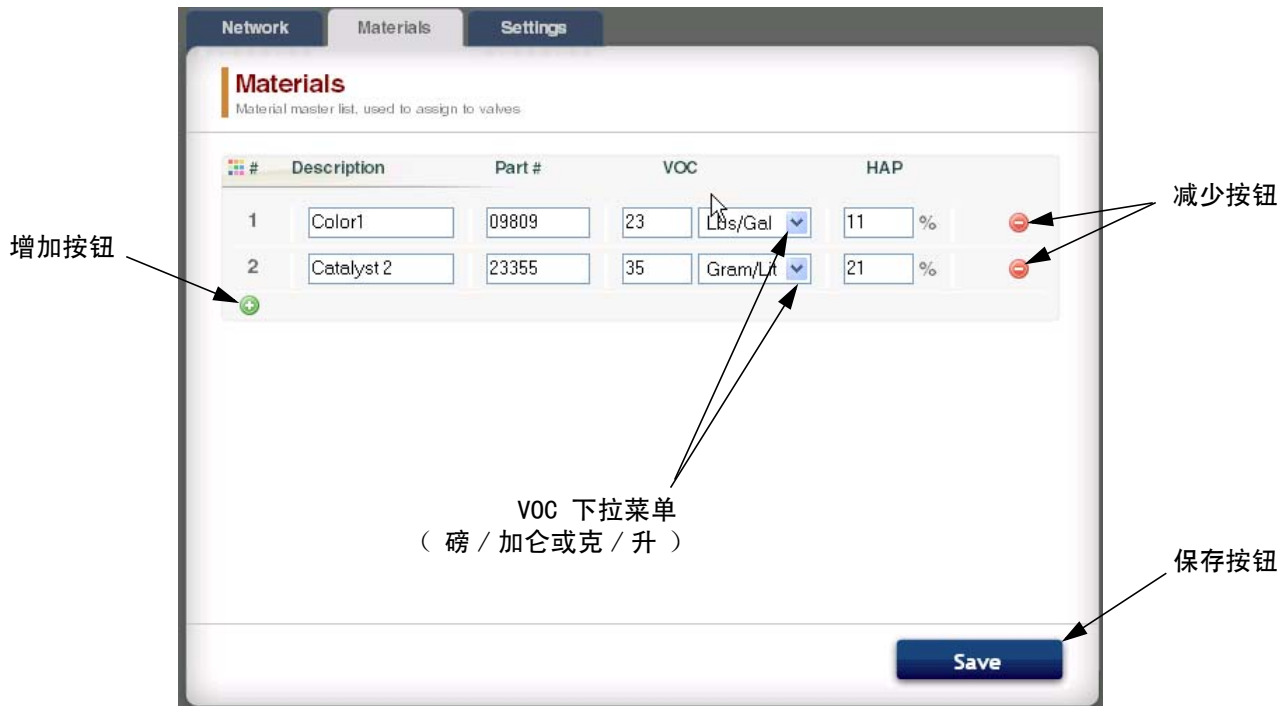 Network Materials Settings
Materials
Material master list, used to assign to valves
# Description Part # VOC HAP
减少按钮
1 Color1 09809 23 Lbs/Gal 11 %
增加按钮
2 Catalyst 2 23355 35 Gram/Lit 21 %
VOC 下拉菜单
( 磅 / 加仑或克 / 升 )
保存按钮
Save